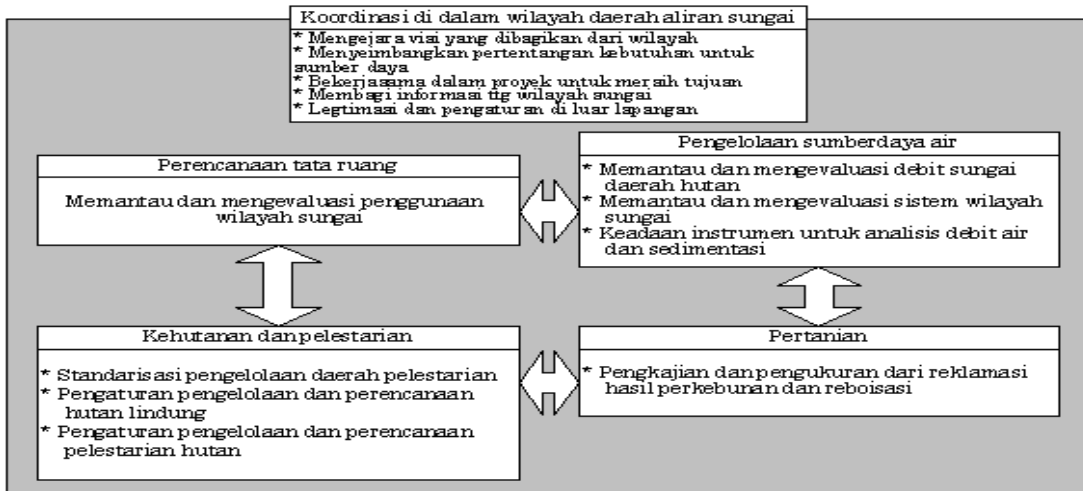 Koordinasi di dalam wilayah daerah aliran sungai
* Mengejara visi yang dibagikan dari wilayah
* Menyeimbangkan pertentangan kebutuhan untuk
sumber daya
* Bekerjasama dalam proyek untuk meraih tujuan
* Membagi informasi ttg wilayah sungai
* Legtimasi dan pengaturan di luar lapangan
Perencanaan tata ruang
Memantau dan mengevaluasi penggunaan
wilayah sungai
Pengelolaan sumberdaya air
* Memantau dan mengevaluasi debit sungai
daerah hutan
* Memantau dan mengevaluasi sistem wilayah
sungai
* Keadaan instrumen untuk analisis debit air
dan sedimentasi
Kehutanan dan pelestarian
* Standarisasi pengelolaan daerah pelestarian
* Pengaturan pengelolaan dan perencanaan
hutan lindung
* Pengaturan pengelolaan dan perencanaan
pelestarian hutan
Pertanian
* Pengkajian dan pengukuran dari reklamasi
hasil perkebunan dan reboisasi